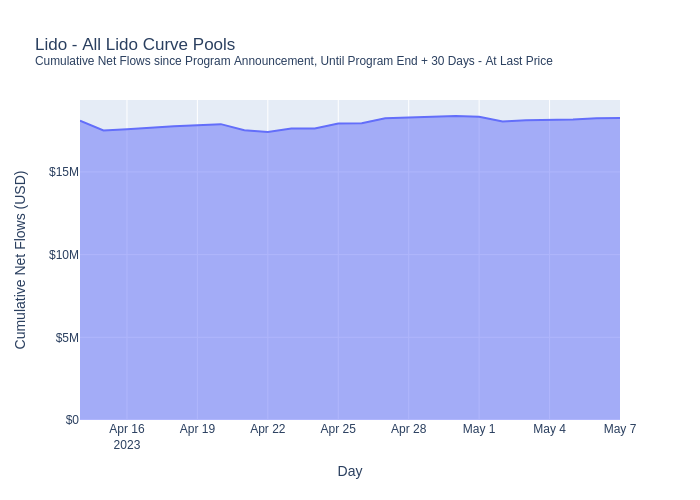 Lido - All Lido Curve Pools
Cumulative Net Flows since Program Announcement, Until Program End + 30 Days - At Last Price
Cumulative Net Flows (USD)
$15M
$10M
$5M
$0
Apr 16 Apr 19 Apr 22 Apr 25 Apr 28 May 1 May 4 May 7
2023
Day